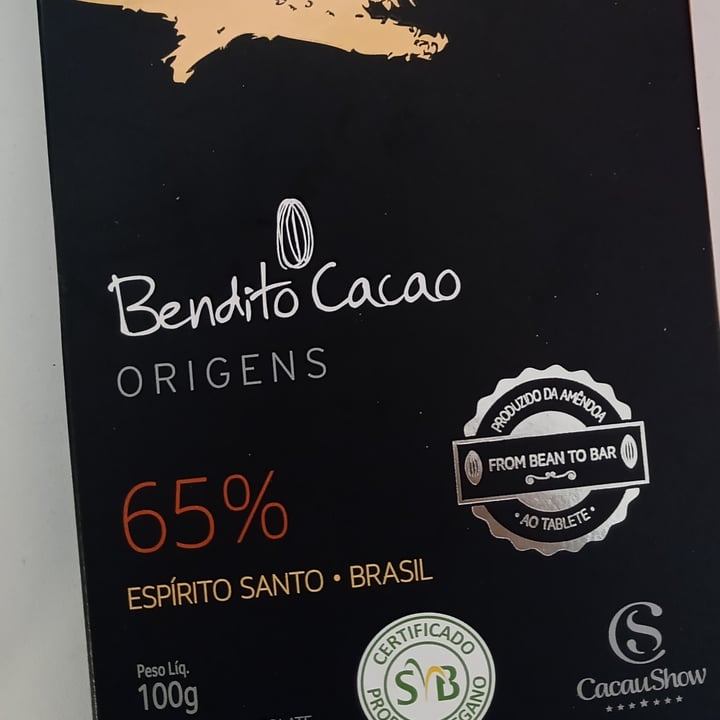 Bendito Cacao
ORIGENS
PRODUZIDO DA AMÊNDOA
FROM BEAN TO BAR
• AO TABLETE •
65%
ESPÍRITO SANTO • BRASIL
CERTIFICADO
SVB
Peso Líq.
100g
CS
CacauShow